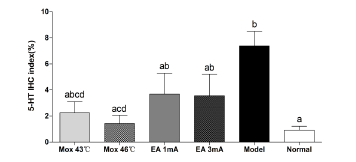 5-HT IHC index(%)
10
8
6
4
2
0
abcd
acd
ab
ab
b
a
Mox 43℃ Mox 46℃ EA 1mA EA 3mA Model Normal